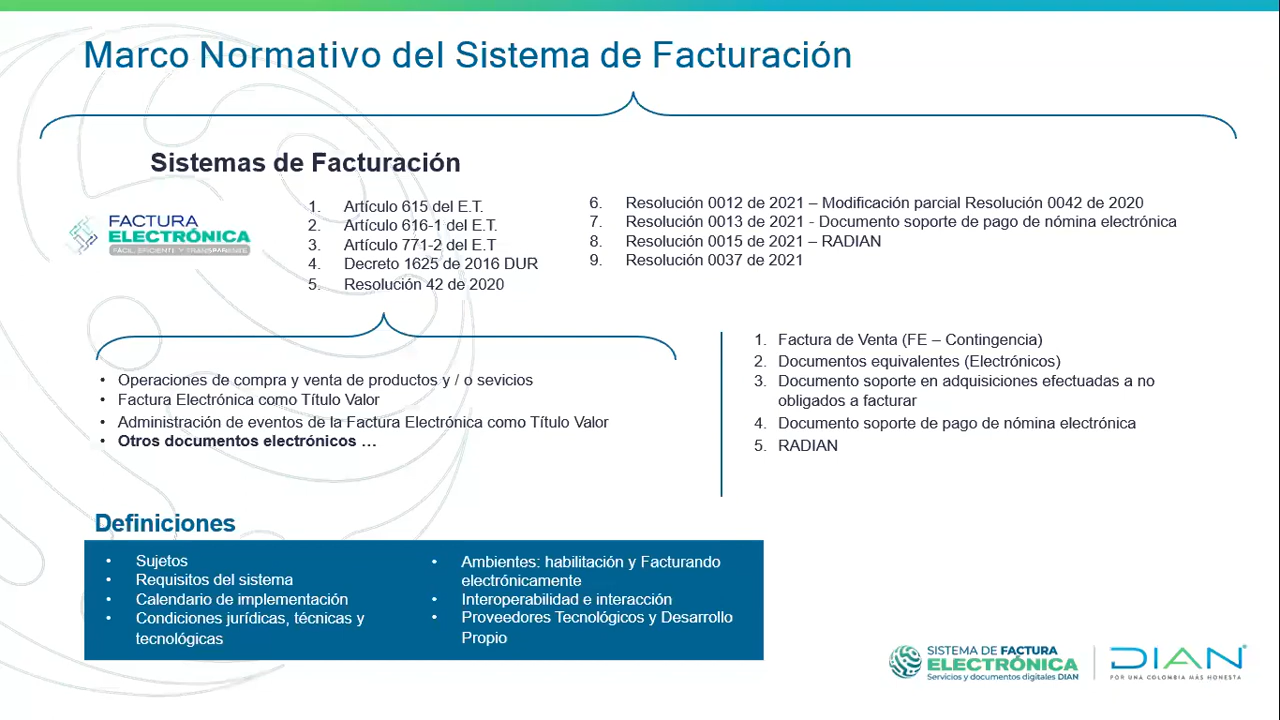 Marco Normativo del Sistema de Facturación
Sistemas de Facturación
FACTURA
ELECTRÓNICA
FÁCIL, EFICIENTE Y TRANSPARENTE
1. Artículo 615 del E.T.
2. Artículo 616-1 del E.T.
3. Artículo 771-2 del E.T
4. Decreto 1625 de 2016 DUR
5. Resolución 42 de 2020
6. Resolución 0012 de 2021 – Modificación parcial Resolución 0042 de 2020
7. Resolución 0013 de 2021 - Documento soporte de pago de nómina electrónica
8. Resolución 0015 de 2021 – RADIAN
9. Resolución 0037 de 2021
• Operaciones de compra y venta de productos y / o sevicios
• Factura Electrónica como Título Valor
• Administración de eventos de la Factura Electrónica como Título Valor
• Otros documentos electrónicos …
1. Factura de Venta (FE – Contingencia)
2. Documentos equivalentes (Electrónicos)
3. Documento soporte en adquisiciones efectuadas a no
obligados a facturar
4. Documento soporte de pago de nómina electrónica
5. RADIAN
Definiciones
• Sujetos
• Requisitos del sistema
• Calendario de implementación
• Condiciones jurídicas, técnicas y
tecnológicas
• Ambientes: habilitación y Facturando
electrónicamente
• Interoperabilidad e interacción
• Proveedores Tecnológicos y Desarrollo
Propio
SISTEMA DE FACTURA
ELECTRÓNICA
Servicios y documentos digitales DIAN
DIAN
POR UNA COLOMBIA MÁS HONESTA